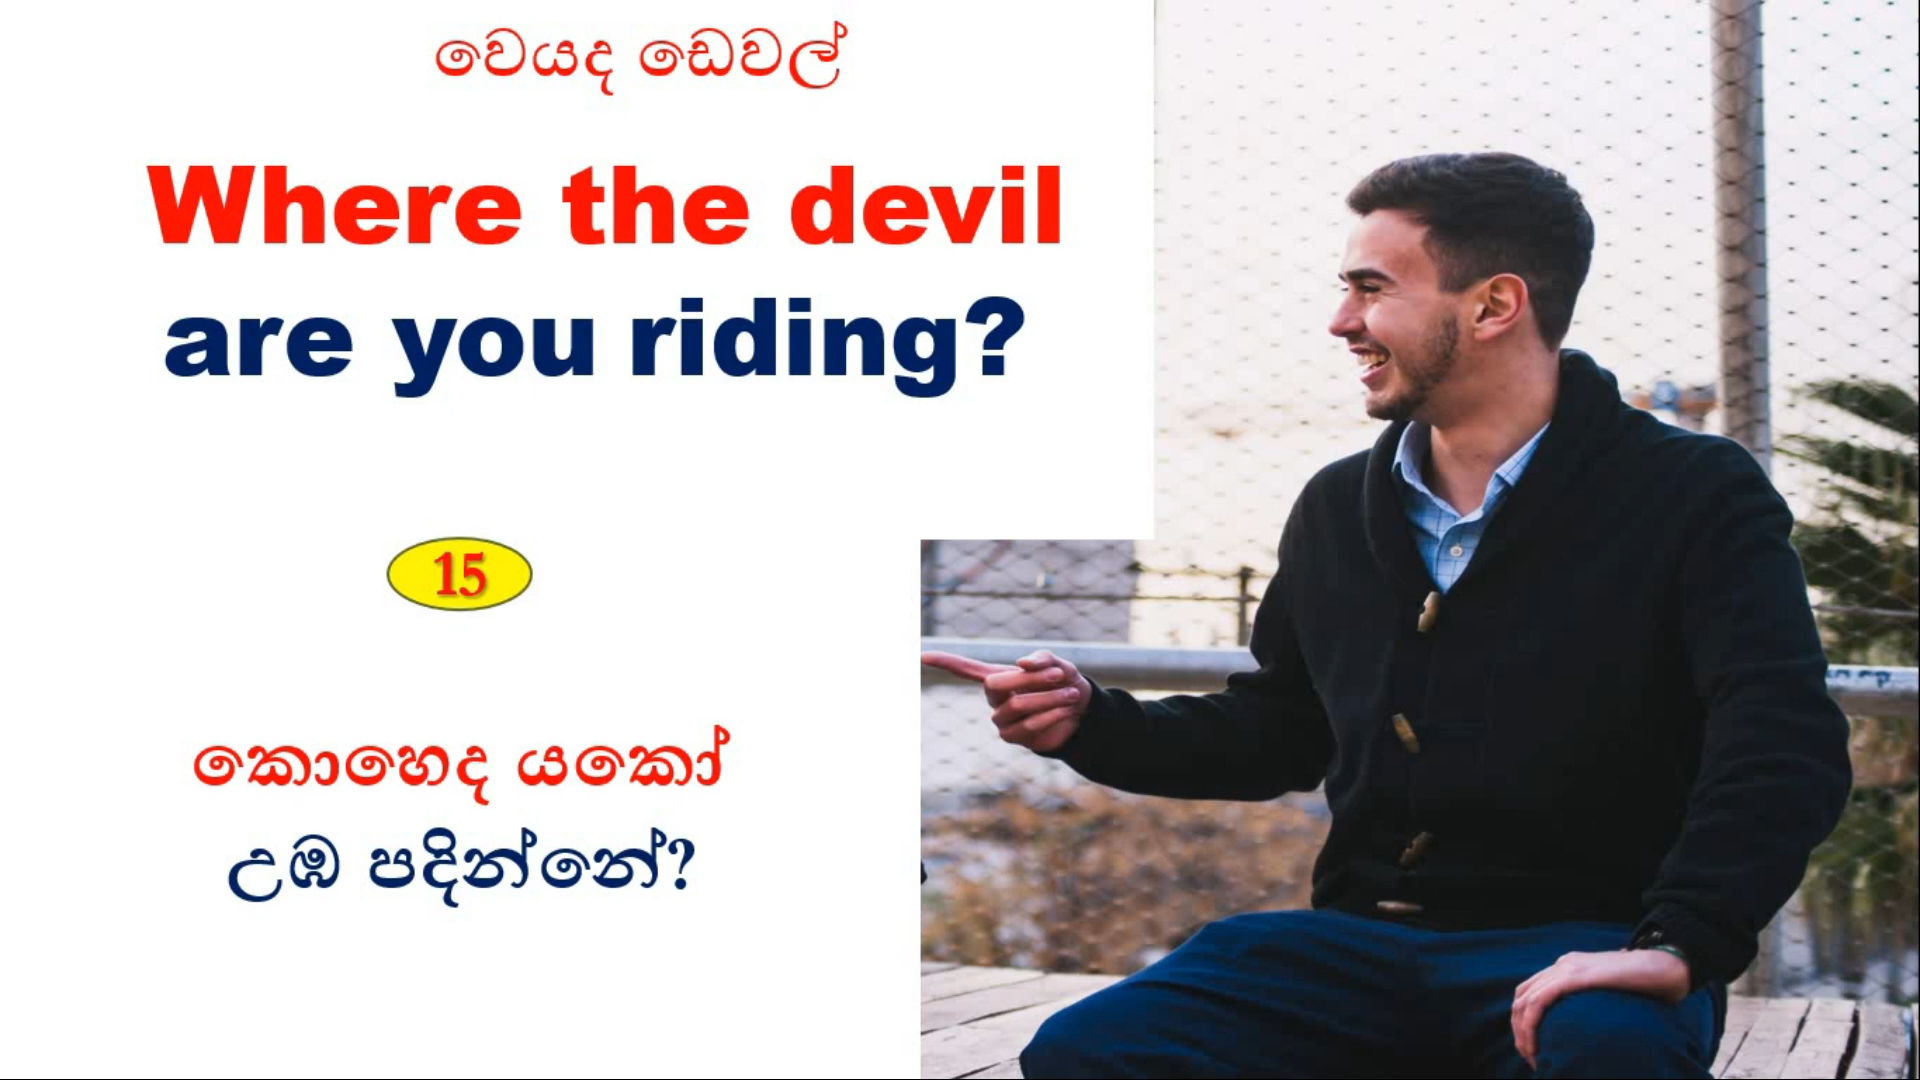 වෙයද ඩෙවල්
Where the devil
are you riding?
15
කොහෙද යකෝ
උඹ පදින්නේ?